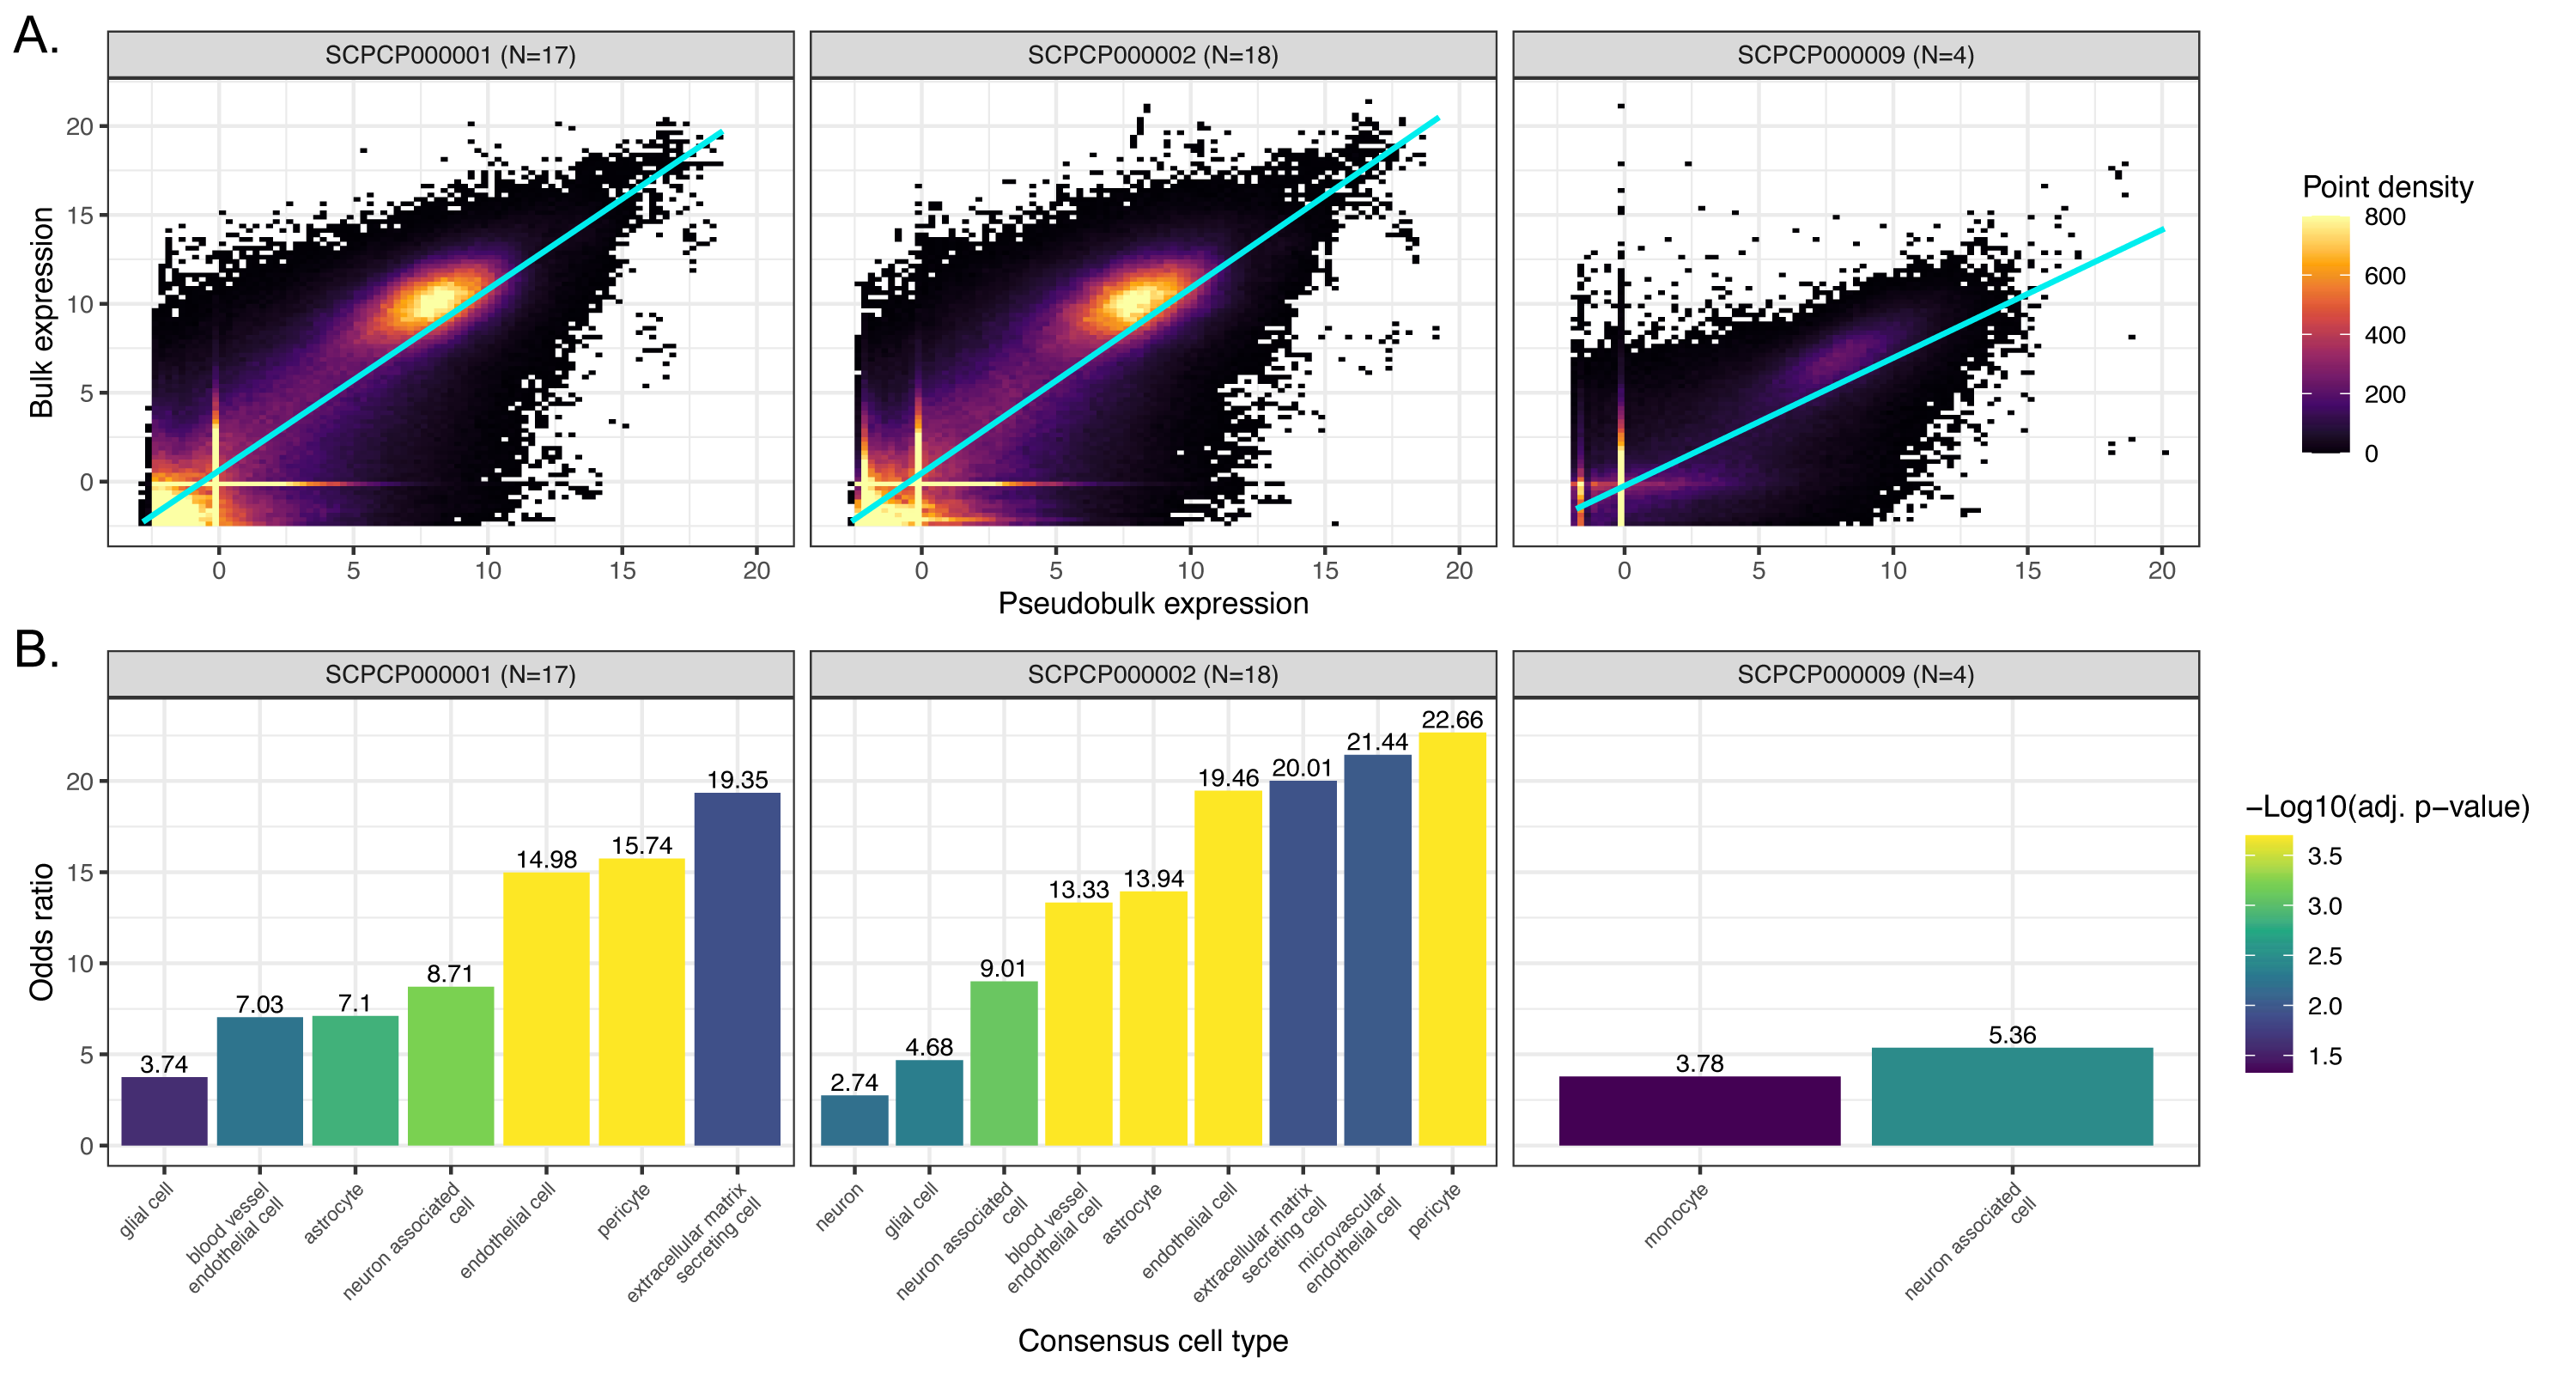 A.
SCPCP000001 (N=17)
SCPCP000002 (N=18)
SCPCP000009 (N=4)
20
15
10
5
0
Bulk expression
0 5 10 15 20
0 5 10 15 20
0 5 10 15 20
Pseudobulk expression
Point density
800
600
400
200
0
B.
SCPCP000001 (N=17)
SCPCP000002 (N=18)
SCPCP000009 (N=4)
20
15
10
5
0
Odds ratio
3.74
7.03
7.1
8.71
14.98
15.74
19.35
2.74
4.68
9.01
13.33
13.94
19.46
20.01
21.44
22.66
3.78
5.36
glial cell
blood vessel
endothelial cell
astrocyte
neuron associated
cell
endothelial cell
pericyte
extracellular matrix
secreting cell
neuron
glial cell
neuron associated
cell
blood vessel
endothelial cell
astrocyte
endothelial cell
extracellular matrix
secreting cell
microvascular
endothelial cell
pericyte
monocyte
neuron associated
cell
Consensus cell type
−Log10(adj. p−value)
3.5
3.0
2.5
2.0
1.5